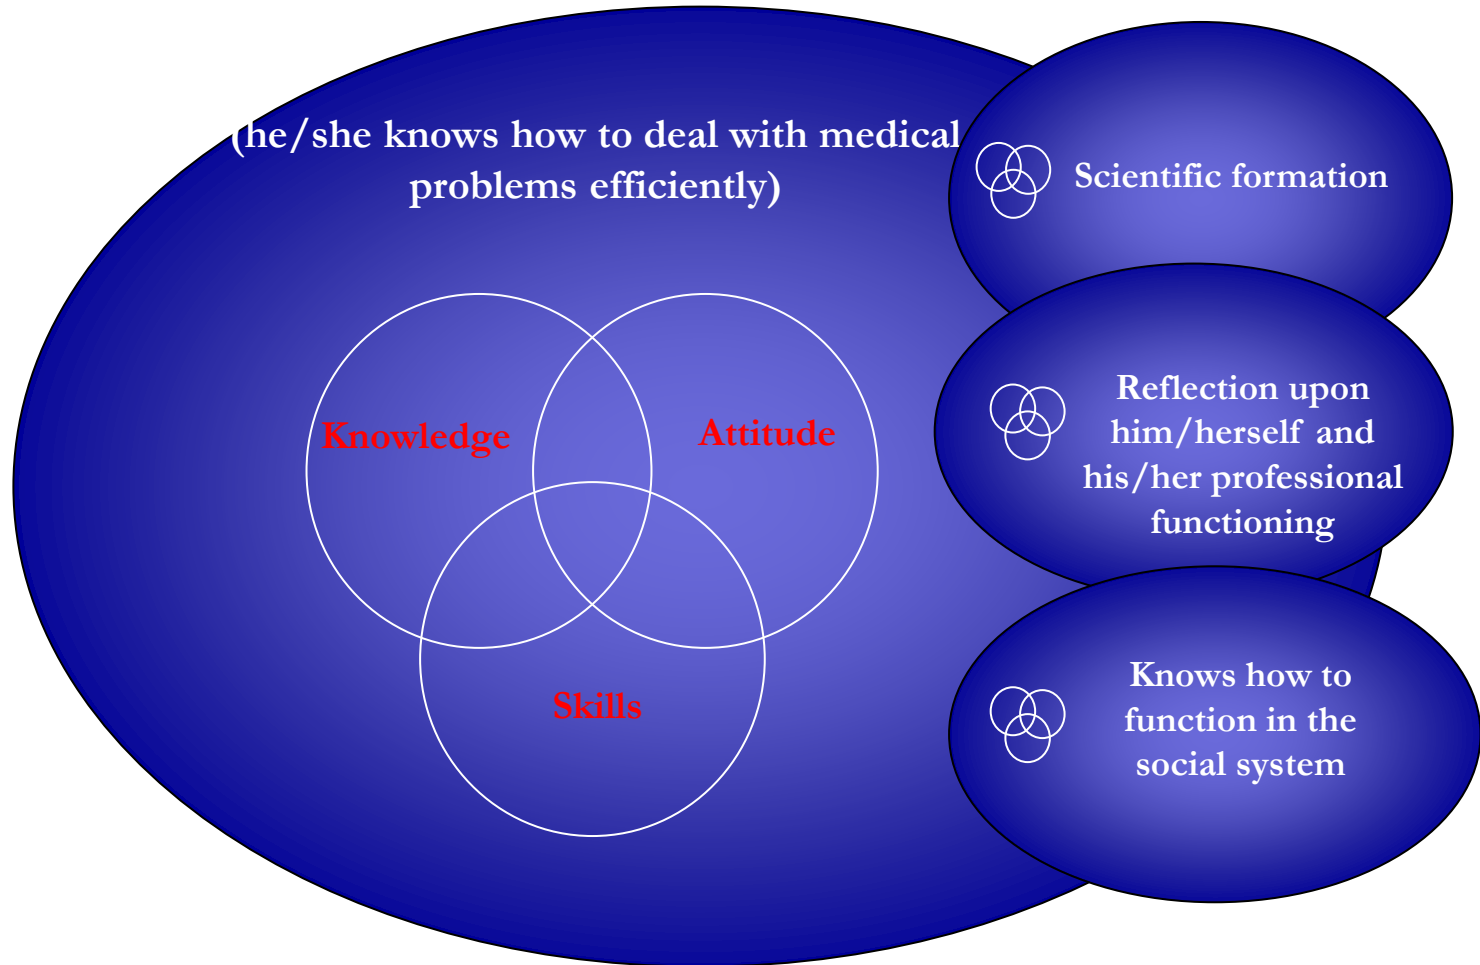 (he/she knows how to deal with medical
problems efficiently)
Knowledge
Attitude
Skills
Scientific formation
Reflection upon
him/herself and
his/her professional
functioning
Knows how to
function in the
social system